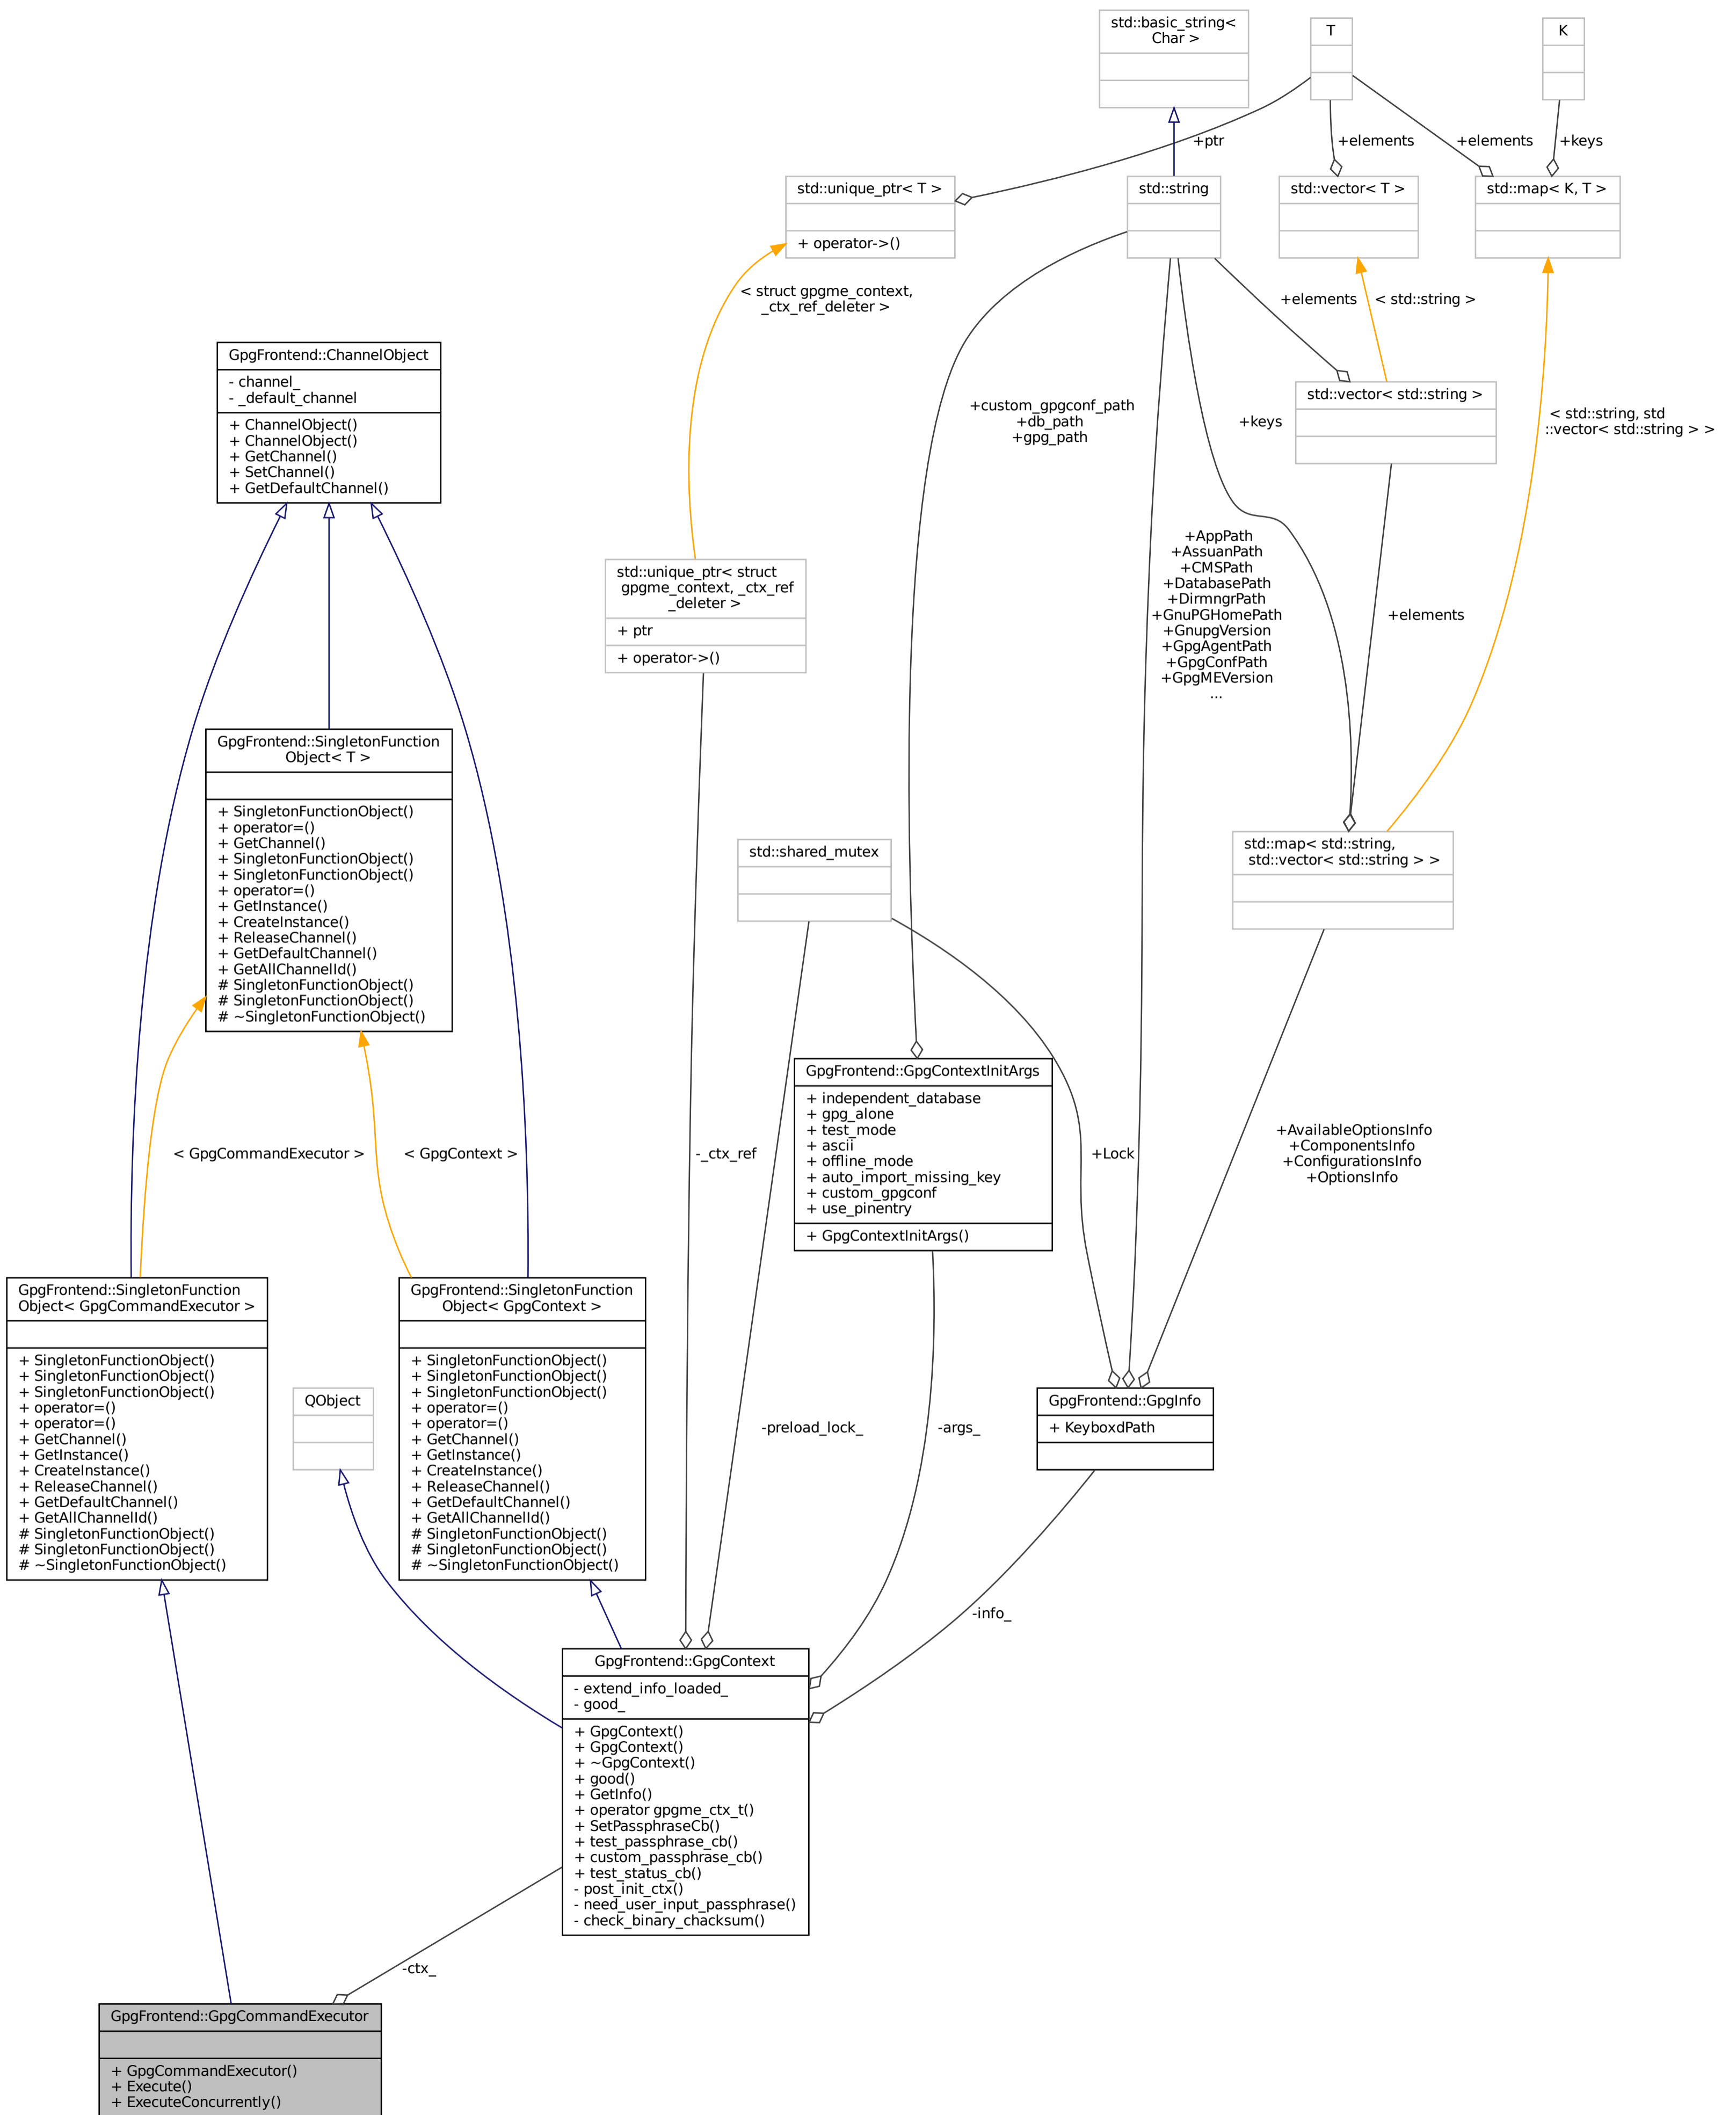 std::basic_string<
Char >
T
K
+ptr
+elements
+elements
+keys
std::unique_ptr< T >
+ operator->()
std::string
std::vector< T >
std::map< K, T >
< struct gpgme_context,
_ctx_ref_deleter >
+elements
< std::string >
GpgFrontend::ChannelObject
- channel_
- _default_channel
+ ChannelObject()
+ ChannelObject()
+ GetChannel()
+ SetChannel()
+ GetDefaultChannel()
+custom_gpgconf_path
+db_path
+gpg_path
+keys
std::vector< std::string >
< std::string, std
::vector< std::string > >
std::unique_ptr< struct
gpgme_context, _ctx_ref
_deleter >
+ ptr
+ operator->()
+AppPath
+AssuanPath
+CMSPath
+DatabasePath
+DirmngrPath
+GnuPGHomePath
+GnupgVersion
+GpgAgentPath
+GpgConfPath
+GpgMEVersion
...
+elements
GpgFrontend::SingletonFunction
Object< T >
+ SingletonFunctionObject()
+ operator=()
+ GetChannel()
+ SingletonFunctionObject()
+ SingletonFunctionObject()
+ operator=()
+ GetInstance()
+ CreateInstance()
+ ReleaseChannel()
+ GetDefaultChannel()
+ GetAllChannelId()
# SingletonFunctionObject()
# SingletonFunctionObject()
# ~SingletonFunctionObject()
std::shared_mutex
std::map< std::string,
std::vector< std::string > >
GpgFrontend::GpgContextInitArgs
+ independent_database
+ gpg_alone
+ test_mode
+ ascii
+ offline_mode
+ auto_import_missing_key
+ custom_gpgconf
+ use_pinentry
+ GpgContextInitArgs()
< GpgCommandExecutor >
< GpgContext >
-_ctx_ref
+Lock
+AvailableOptionsInfo
+ComponentsInfo
+ConfigurationsInfo
+OptionsInfo
GpgFrontend::SingletonFunction
Object< GpgCommandExecutor >
+ SingletonFunctionObject()
+ SingletonFunctionObject()
+ SingletonFunctionObject()
+ operator=()
+ operator=()
+ GetChannel()
+ GetInstance()
+ CreateInstance()
+ ReleaseChannel()
+ GetDefaultChannel()
+ GetAllChannelId()
# SingletonFunctionObject()
# SingletonFunctionObject()
# ~SingletonFunctionObject()
QObject
GpgFrontend::SingletonFunction
Object< GpgContext >
+ SingletonFunctionObject()
+ SingletonFunctionObject()
+ SingletonFunctionObject()
+ operator=()
+ operator=()
+ GetChannel()
+ GetInstance()
+ CreateInstance()
+ ReleaseChannel()
+ GetDefaultChannel()
+ GetAllChannelId()
# SingletonFunctionObject()
# SingletonFunctionObject()
# ~SingletonFunctionObject()
-preload_lock_
-args_
GpgFrontend::GpgInfo
+ KeyboxdPath
-info_
GpgFrontend::GpgContext
- extend_info_loaded_
- good_
+ GpgContext()
+ GpgContext()
+ ~GpgContext()
+ good()
+ GetInfo()
+ operator gpgme_ctx_t()
+ SetPassphraseCb()
+ test_passphrase_cb()
+ custom_passphrase_cb()
+ test_status_cb()
- post_init_ctx()
- need_user_input_passphrase()
- check_binary_chacksum()
-ctx_
GpgFrontend::GpgCommandExecutor
+ GpgCommandExecutor()
+ Execute()
+ ExecuteConcurrently()